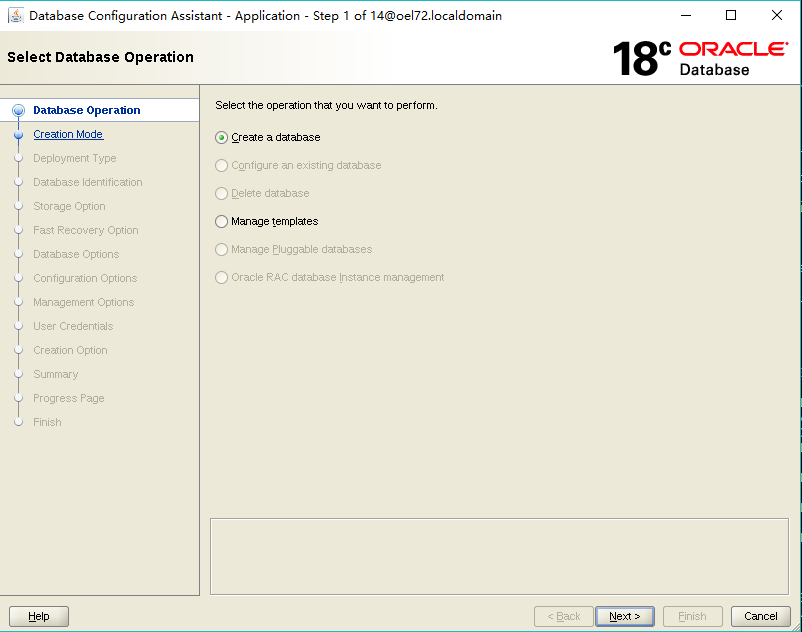 Database Configuration Assistant - Application - Step 1 of 14@oel72.localdomain
Select Database Operation
18c ORACLE
Database
Database Operation
Creation Mode
Deployment Type
Database Identification
Storage Option
Fast Recovery Option
Database Options
Configuration Options
Management Options
User Credentials
Creation Option
Summary
Progress Page
Finish
Select the operation that you want to perform.
Create a database
Configure an existing database
Delete database
Manage templates
Manage Pluggable databases
Oracle RAC database Instance management
Help
< Back
Next >
Finish
Cancel